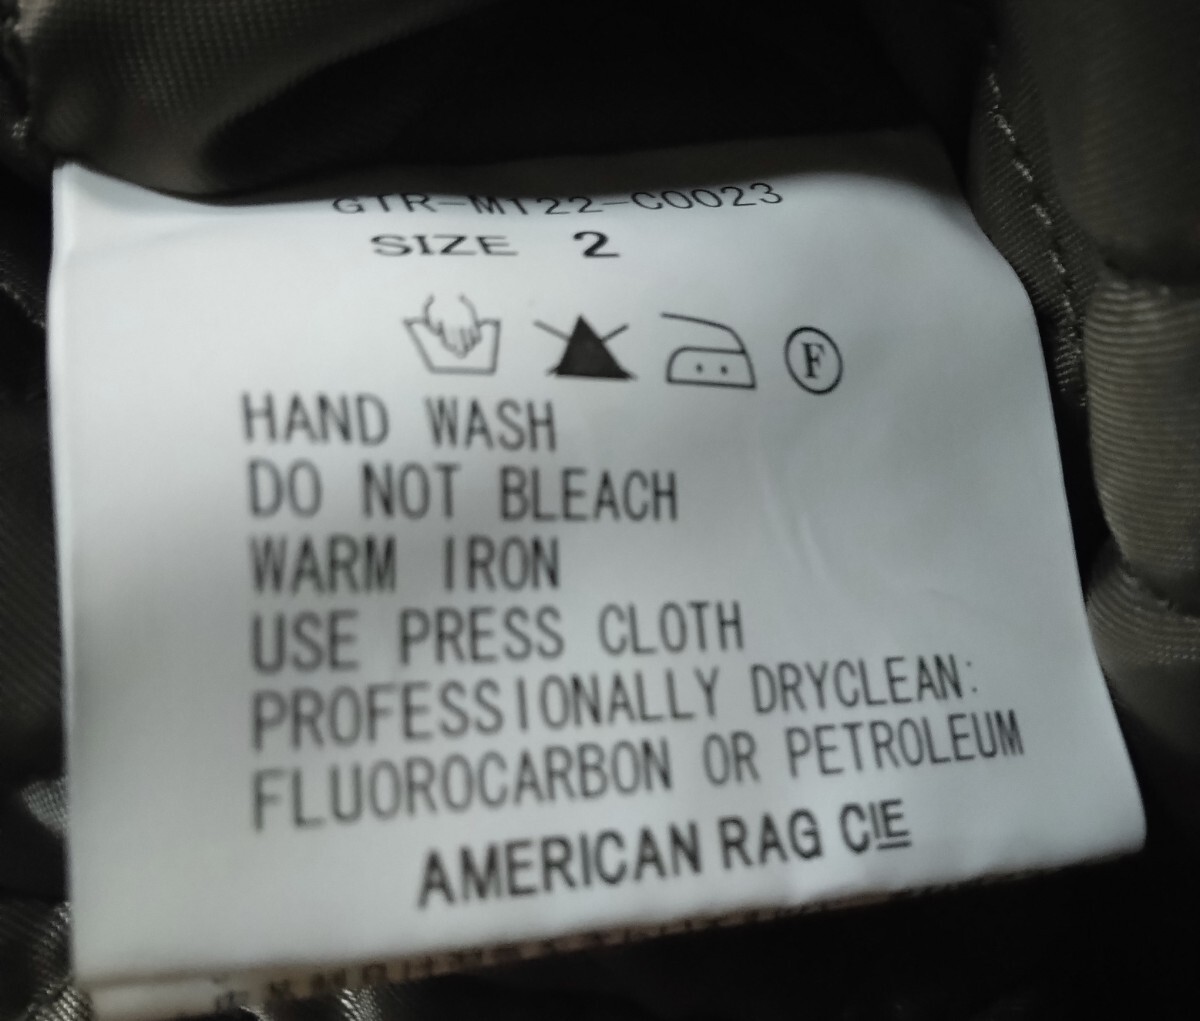 GTR-M122-C0023
SIZE 2
F
HAND WASH
DO NOT BLEACH
WARM IRON
USE PRESS CLOTH
PROFESSIONALLY DRYCLEAN:
FLUOROCARBON OR PETROLEUM
AMERICAN RAG CIE